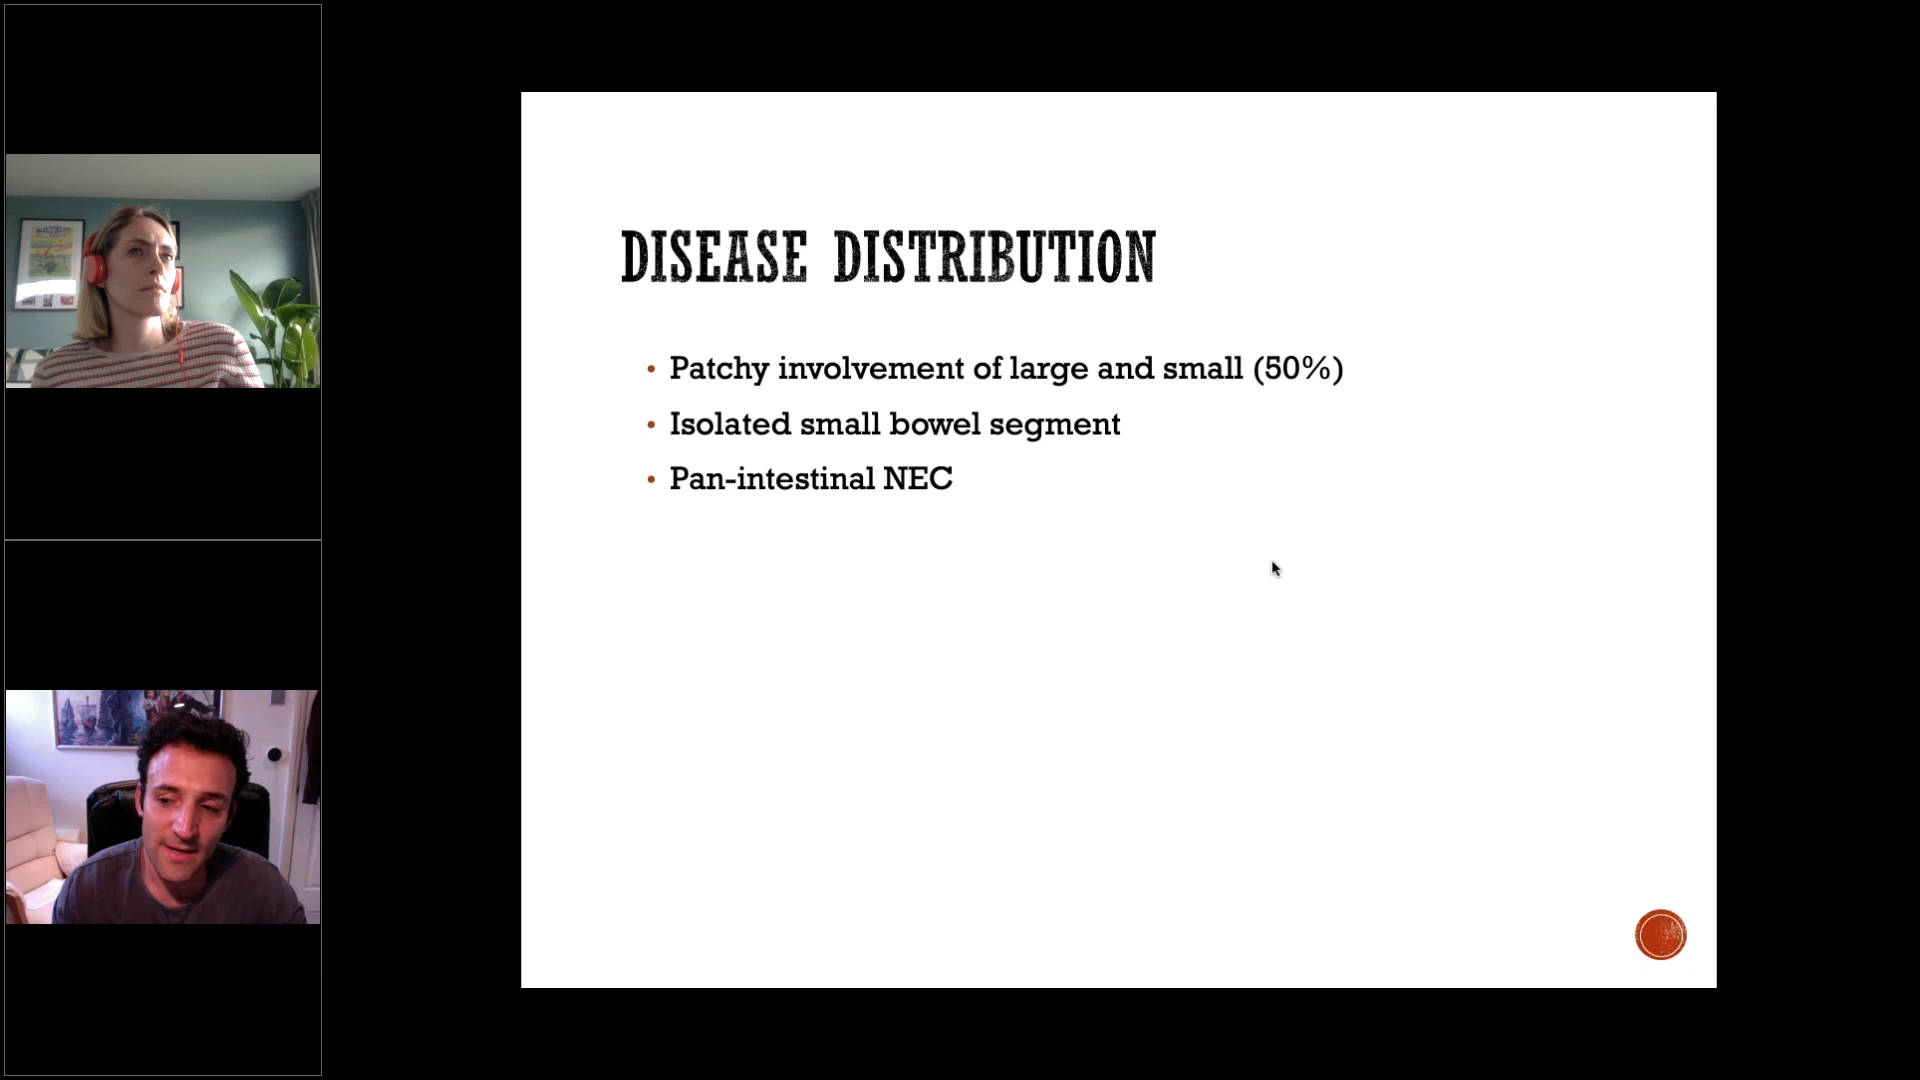 DISEASE DISTRIBUTION
• Patchy involvement of large and small (50%)
• Isolated small bowel segment
• Pan-intestinal NEC